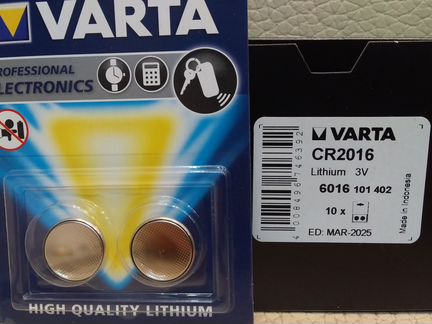 VARTA
PROFESSIONAL
ELECTRONICS
HIGH QUALITY LITHIUM
VARTA
CR2016
Lithium 3V
6016 101 402
10 x
ED: MAR-2025
4008496746392
Made in Indonesia